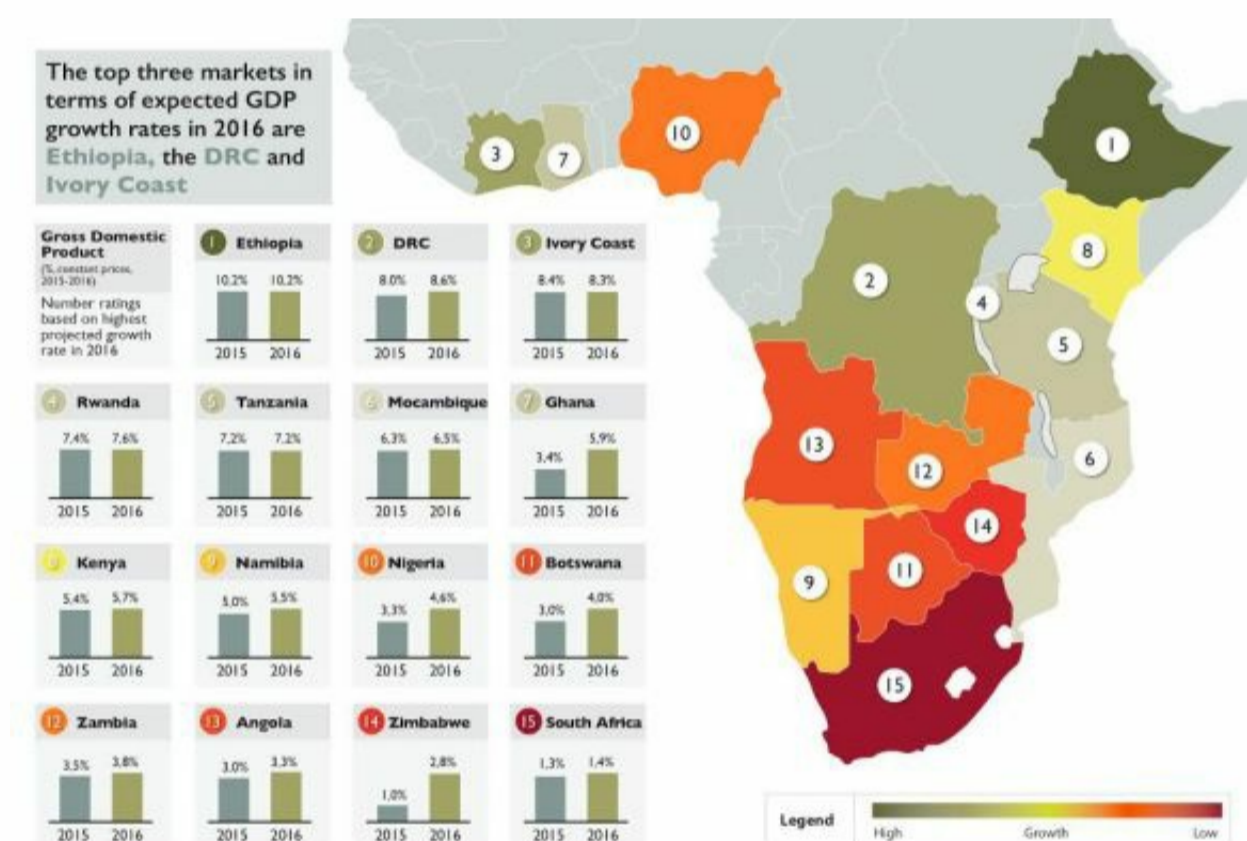 The top three markets in
terms of expected GDP
growth rates in 2016 are
Ethiopia, the DRC and
Ivory Coast
Gross Domestic
Product
(%, constant prices,
2015-2016)
Number ratings
based on highest
projected growth
rate in 2016
1 Ethiopia
10.2% 10.2%
2015 2016
2 DRC
8.0% 8.6%
2015 2016
3 Ivory Coast
8.4% 8.3%
2015 2016
4 Rwanda
7.4% 7.6%
2015 2016
5 Tanzania
7.2% 7.2%
2015 2016
6 Mocambique
6.3% 6.5%
2015 2016
7 Ghana
3.4% 5.9%
2015 2016
8 Kenya
5.4% 5.7%
2015 2016
9 Namibia
5.0% 5.5%
2015 2016
10 Nigeria
3.3% 4.6%
2015 2016
11 Botswana
3.0% 4.0%
2015 2016
12 Zambia
3.5% 3.8%
2015 2016
13 Angola
3.0% 3.3%
2015 2016
14 Zimbabwe
1.0% 2.8%
2015 2016
15 South Africa
1.3% 1.4%
2015 2016
10
1
3
7
8
2
4
5
13
6
12
14
11
9
15
Legend
High Growth Low